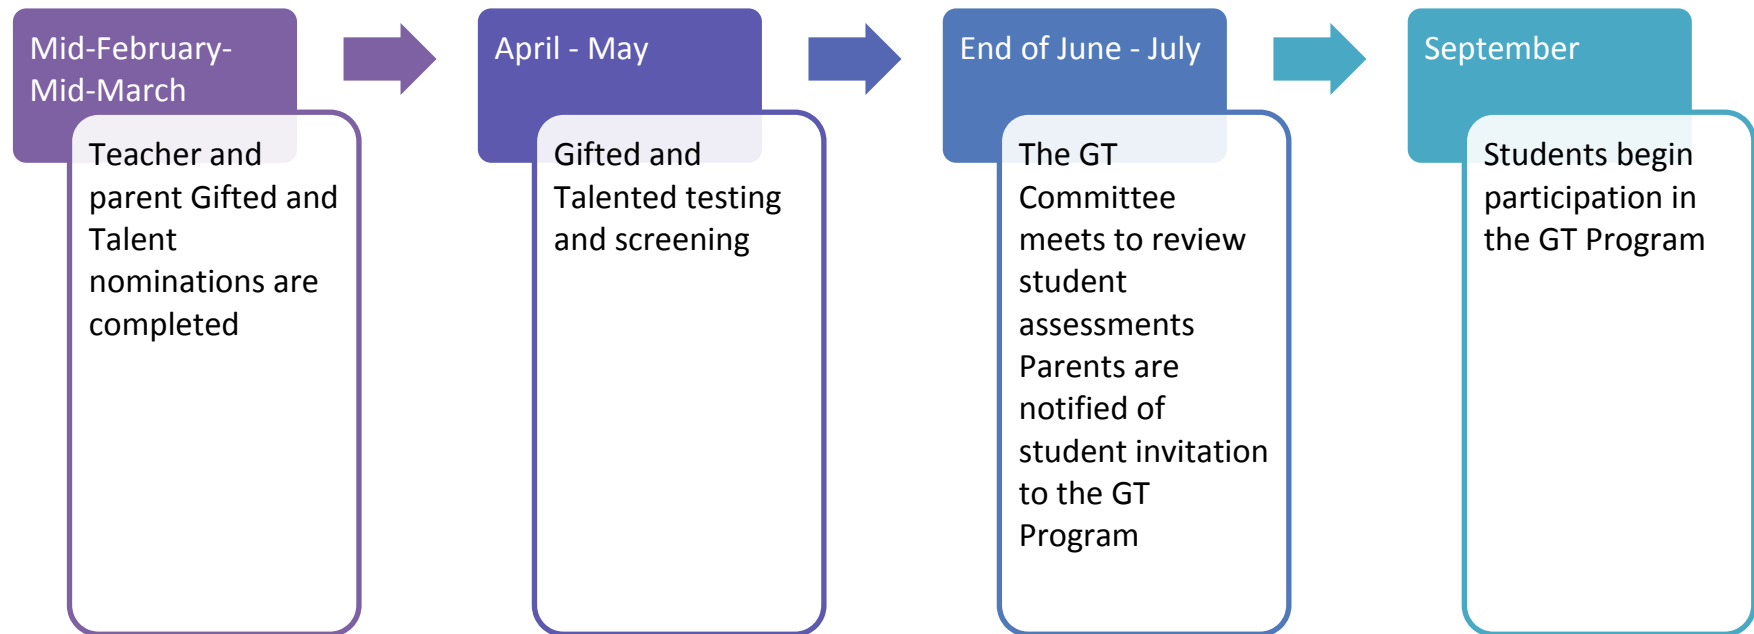 Mid-February-
Mid-March
Teacher and
parent Gifted and
Talent
nominations are
completed
April - May
Gifted and
Talented testing
and screening
End of June - July
The GT
Committee
meets to review
student
assessments
Parents are
notified of
student invitation
to the GT
Program
September
Students begin
participation in
the GT Program